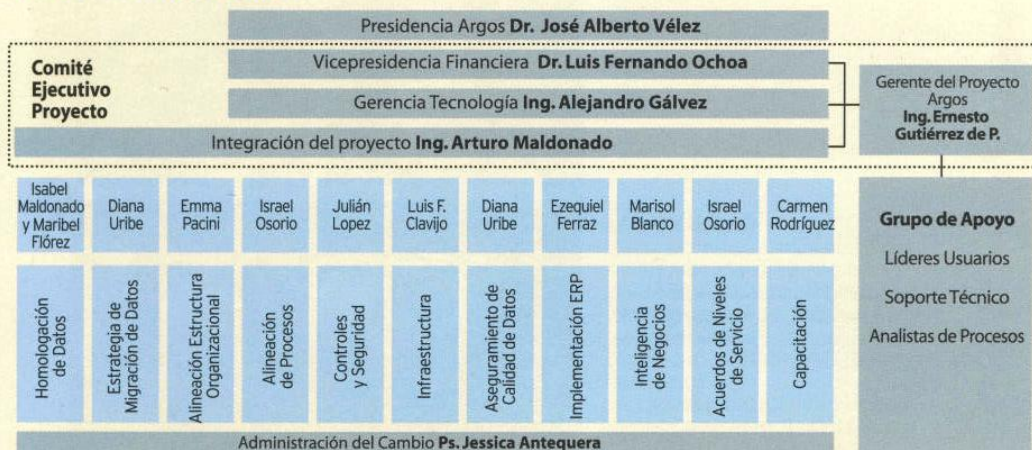 Presidencia Argos Dr. José Alberto Vélez
Comité
Ejecutivo
Proyecto
Vicepresidencia Financiera Dr. Luis Fernando Ochoa
Gerencia Tecnología Ing. Alejandro Gálvez
Integración del proyecto Ing. Arturo Maldonado
Gerente del Proyecto
Argos
Ing. Ernesto
Gutiérrez de P.
Isabel
Maldonado
y Maribel
Flórez
Diana
Uribe
Emma
Pacini
Israel
Osorio
Julián
Lopez
Luis F.
Clavijo
Diana
Uribe
Ezequiel
Ferraz
Marisol
Blanco
Israel
Osorio
Carmen
Rodríguez
Homologación
de Datos
Estrategia de
Migración de Datos
Alineación Estructura
Organizacional
Alineación
de Procesos
Controles
y Seguridad
Infraestructura
Aseguramiento de
Calidad de Datos
Implementación ERP
Inteligencia
de Negocios
Acuerdos de Niveles
de Servicio
Capacitación
Grupo de Apoyo
Líderes Usuarios
Soporte Técnico
Analistas de Procesos
Administración del Cambio Ps. Jessica Antequera